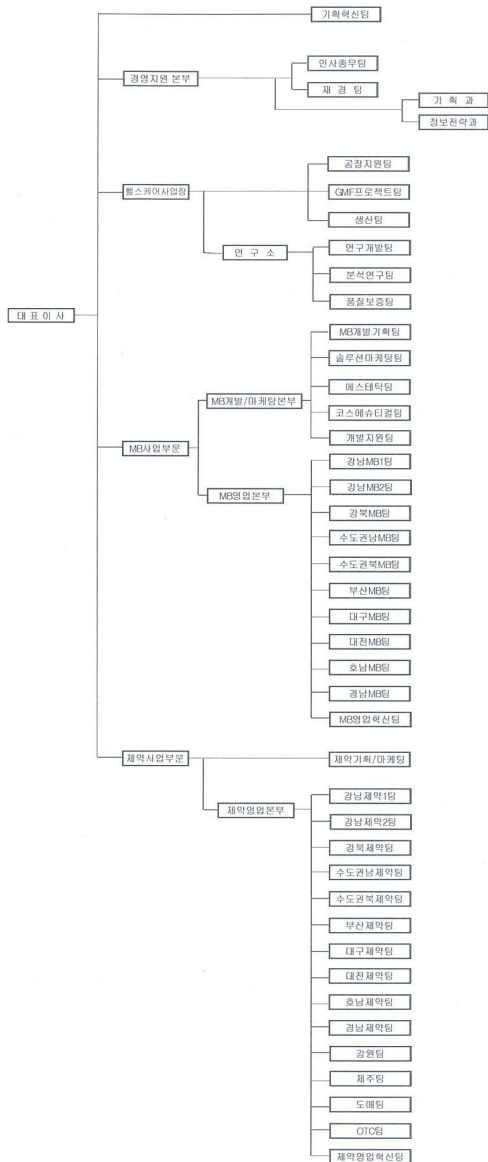 기획혁신팀
경영지원 본부
인사총무팀
재 경 팀
기 획 과
정보전략과
헬스케어사업장
공장지원팀
GMF프로젝트팀
생산팀
연 구 소
연구개발팀
분석연구팀
품질보증팀
대 표 이 사
MB사업부문
MB개발/마케팅본부
MB개발기획팀
솔루션마케팅팀
에스테틱팀
코스메슈티컬팀
개발지원팀
MB영업본부
강남MB1팀
강남MB2팀
강북MB팀
수도권남MB팀
수도권북MB팀
부산MB팀
대구MB팀
대전MB팀
호남MB팀
경남MB팀
MB영업혁신팀
제약사업부문
제약기획/마케팅
제약영업본부
강남제약1팀
강남제약2팀
강북제약팀
수도권남제약팀
수도권북제약팀
부산제약팀
대구제약팀
대전제약팀
호남제약팀
경남제약팀
강원팀
제주팀
도매팀
OTC팀
제약영업혁신팀